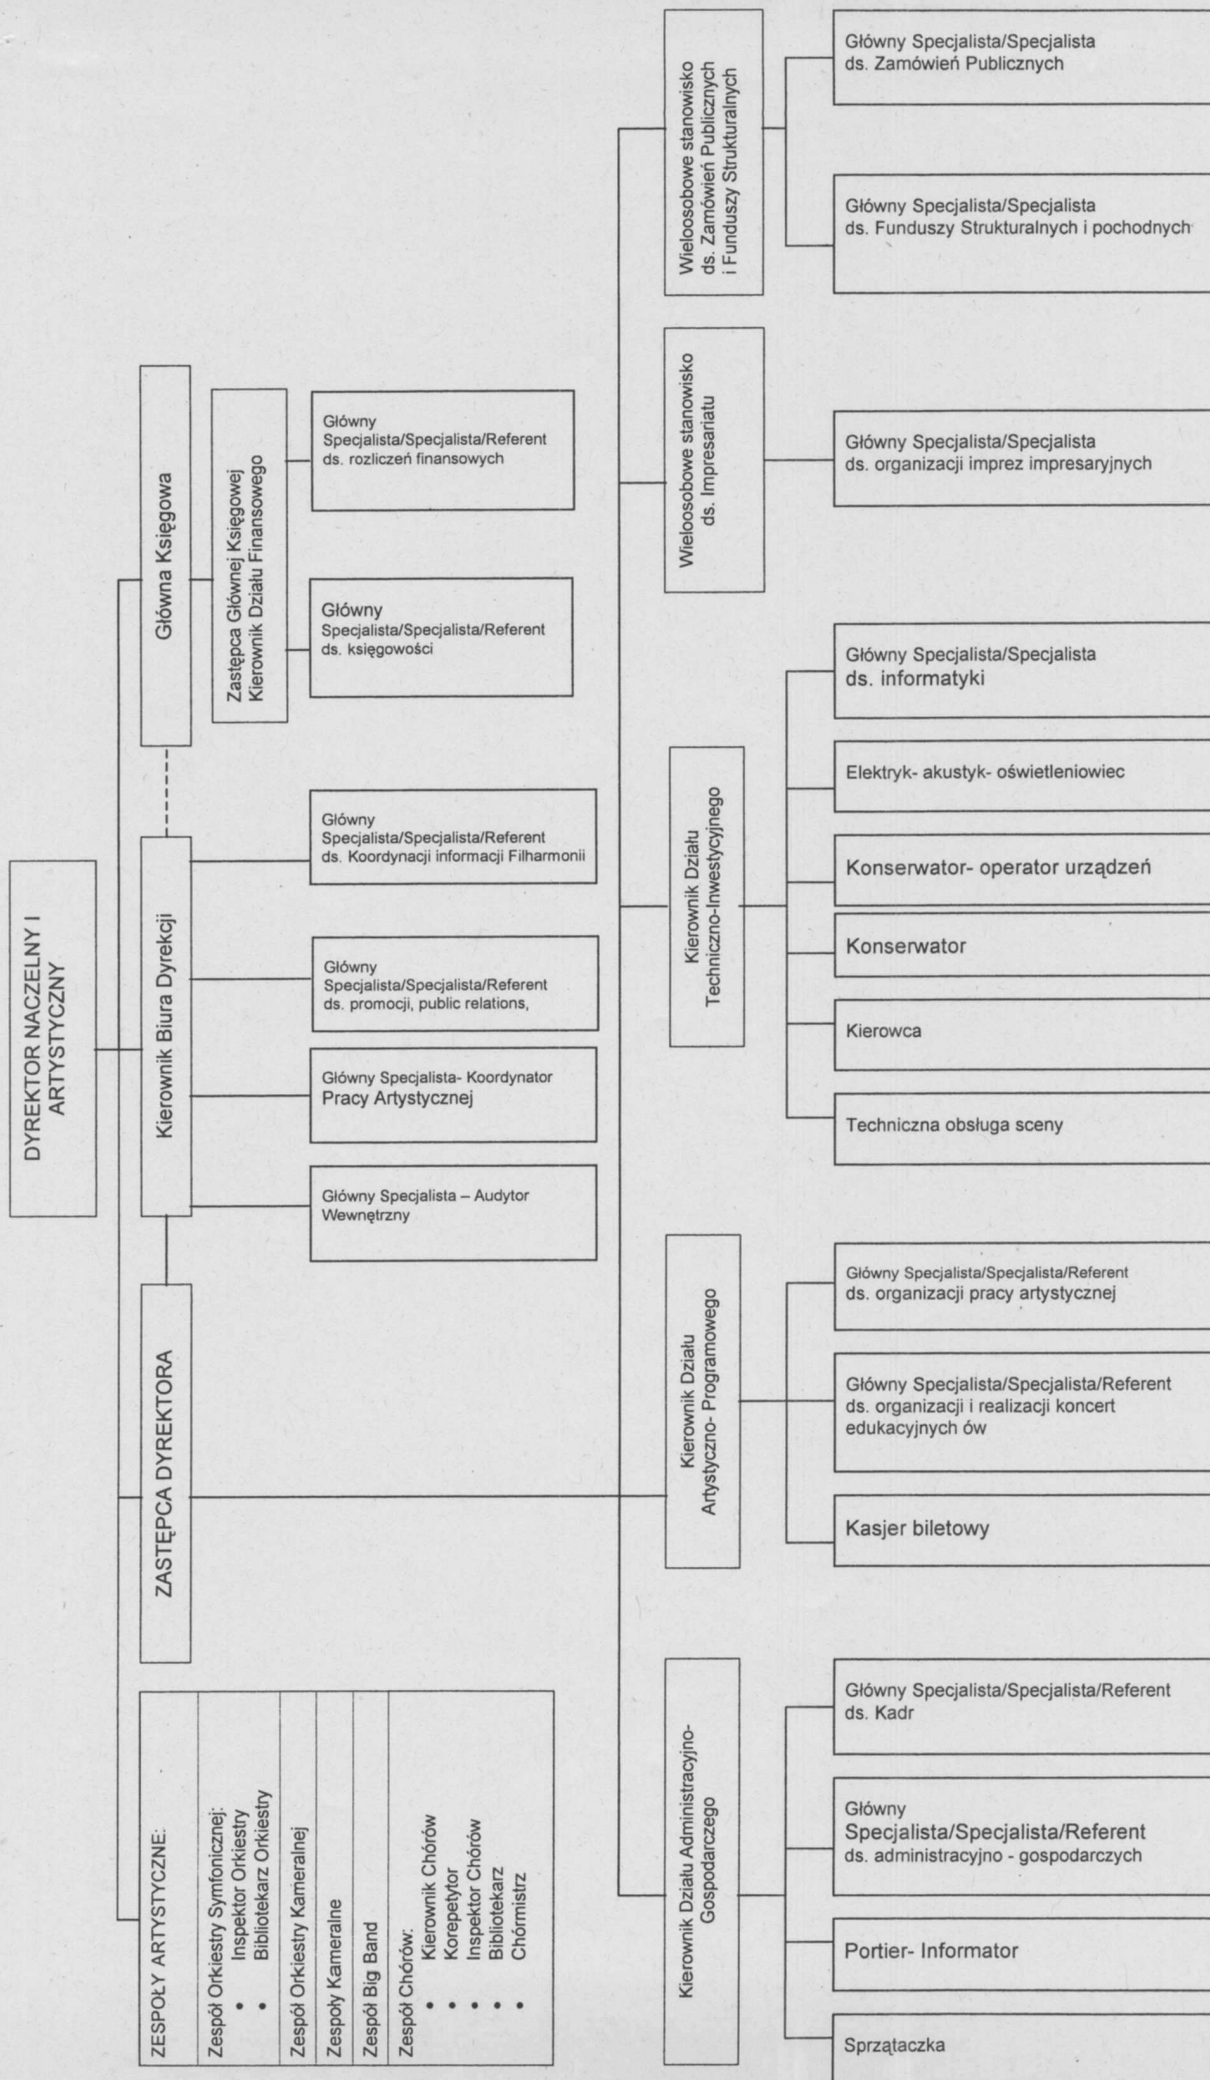 DYREKTOR NACZELNY I
ARTYSTYCZNY
ZESPOŁY ARTYSTYCZNE:
Zespół Orkiestry Symfonicznej:
• Inspektor Orkiestry
• Bibliotekarz Orkiestry
Zespół Orkiestry Kameralnej
Zespoły Kameralne
Zespół Big Band
Zespół Chórów:
• Kierownik Chórów
• Korepetytor
• Inspektor Chórów
• Bibliotekarz
• Chórmistrz
ZASTĘPCA DYREKTORA
Kierownik Biura Dyrekcji
Główny Specjalista – Audytor
Wewnętrzny
Główny Specjalista- Koordynator
Pracy Artystycznej
Główny
Specjalista/Specjalista/Referent
ds. promocji, public relations,
Główny
Specjalista/Specjalista/Referent
ds. Koordynacji informacji Filharmonii
Główna Księgowa
Zastępca Głównej Księgowej
Kierownik Działu Finansowego
Główny
Specjalista/Specjalista/Referent
ds. księgowości
Główny
Specjalista/Specjalista/Referent
ds. rozliczeń finansowych
Kierownik Działu Administracyjno-
Gospodarczego
Sprzątaczka
Portier- Informator
Główny
Specjalista/Specjalista/Referent
ds. administracyjno - gospodarczych
Główny Specjalista/Specjalista/Referent
ds. Kadr
Kierownik Działu
Artystyczno- Programowego
Kasjer biletowy
Główny Specjalista/Specjalista/Referent
ds. organizacji i realizacji koncert
edukacyjnych ów
Główny Specjalista/Specjalista/Referent
ds. organizacji pracy artystycznej
Kierownik Działu
Techniczno-Inwestycyjnego
Techniczna obsługa sceny
Kierowca
Konserwator
Konserwator- operator urządzeń
Elektryk- akustyk- oświetleniowiec
Główny Specjalista/Specjalista
ds. informatyki
Wieloosobowe stanowisko
ds. Impresariatu
Główny Specjalista/Specjalista
ds. organizacji imprez impresaryjnych
Wieloosobowe stanowisko
ds. Zamówień Publicznych
i Funduszy Strukturalnych
Główny Specjalista/Specjalista
ds. Funduszy Strukturalnych i pochodnych
Główny Specjalista/Specjalista
ds. Zamówień Publicznych